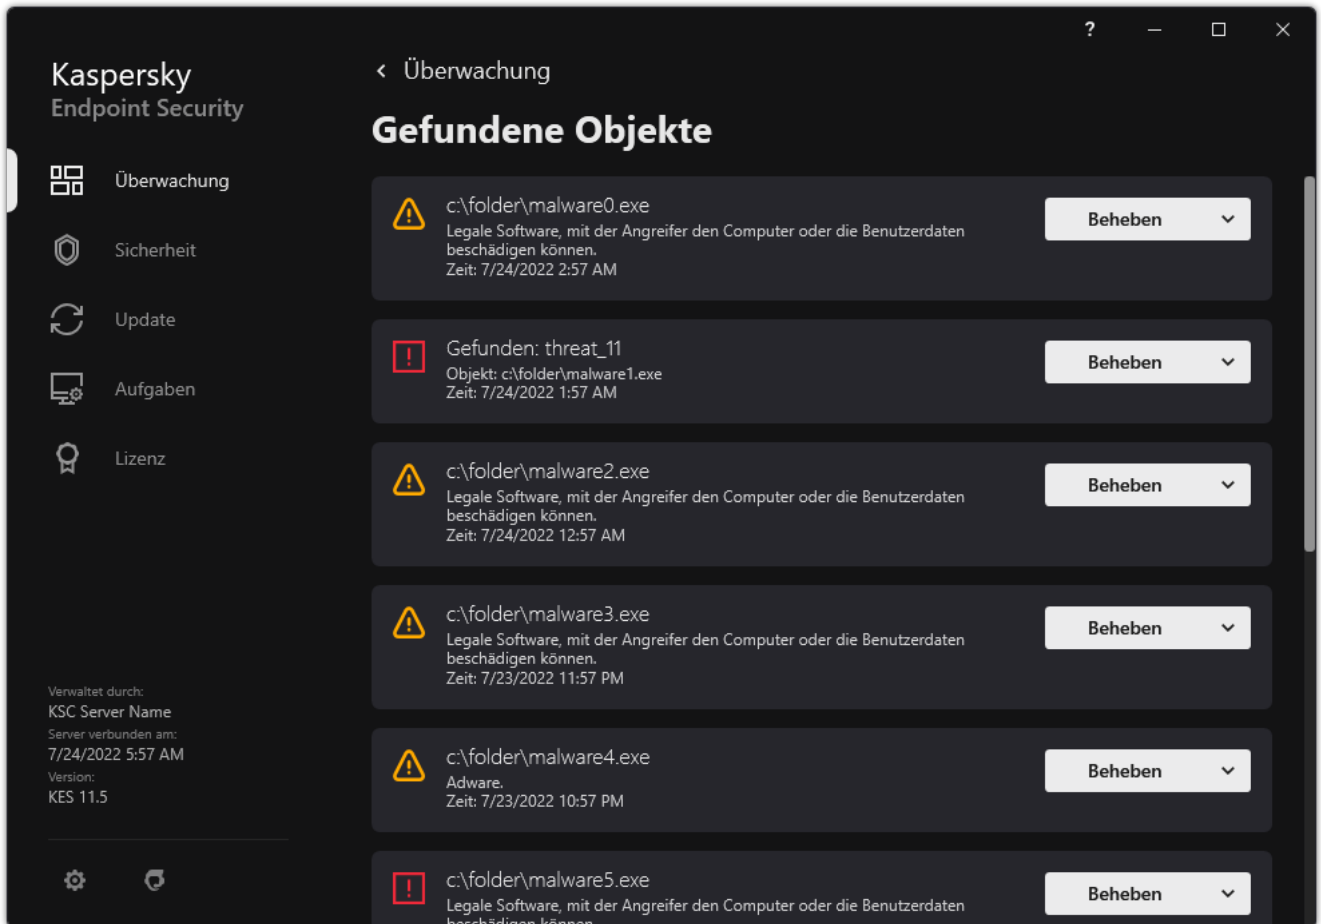 ?
Kaspersky
Endpoint Security
Überwachung
Sicherheit
Update
Aufgaben
Lizenz
Verwaltet durch:
KSC Server Name
Server verbunden am:
7/24/2022 5:57 AM
Version:
KES 11.5
Überwachung
Gefundene Objekte
c:\folder\malware0.exe
Legale Software, mit der Angreifer den Computer oder die Benutzerdaten
beschädigen können.
Zeit: 7/24/2022 2:57 AM
Beheben
Gefunden: threat_11
Objekt: c:\folder\malware1.exe
Zeit: 7/24/2022 1:57 AM
Beheben
c:\folder\malware2.exe
Legale Software, mit der Angreifer den Computer oder die Benutzerdaten
beschädigen können.
Zeit: 7/24/2022 12:57 AM
Beheben
c:\folder\malware3.exe
Legale Software, mit der Angreifer den Computer oder die Benutzerdaten
beschädigen können.
Zeit: 7/23/2022 11:57 PM
Beheben
c:\folder\malware4.exe
Adware.
Zeit: 7/23/2022 10:57 PM
Beheben
c:\folder\malware5.exe
Legale Software, mit der Angreifer den Computer oder die Benutzerdaten
beschädigen können.
Beheben